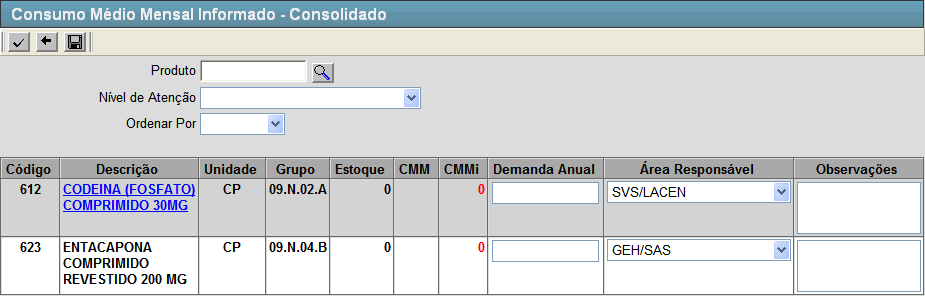 Consumo Médio Mensal Informado - Consolidado
Produto
Nível de Atenção
Ordenar Por
Código Descrição Unidade Grupo Estoque CMM CMMi Demanda Anual Área Responsável Observações
612 CODEINA (FOSFATO) CP 09.N.02.A 0 0 SVS/LACEN
COMPRIMIDO 30MG
623 ENTACAPONA CP 09.N.04.B 0 0 GEH/SAS
COMPRIMIDO
REVESTIDO 200 MG